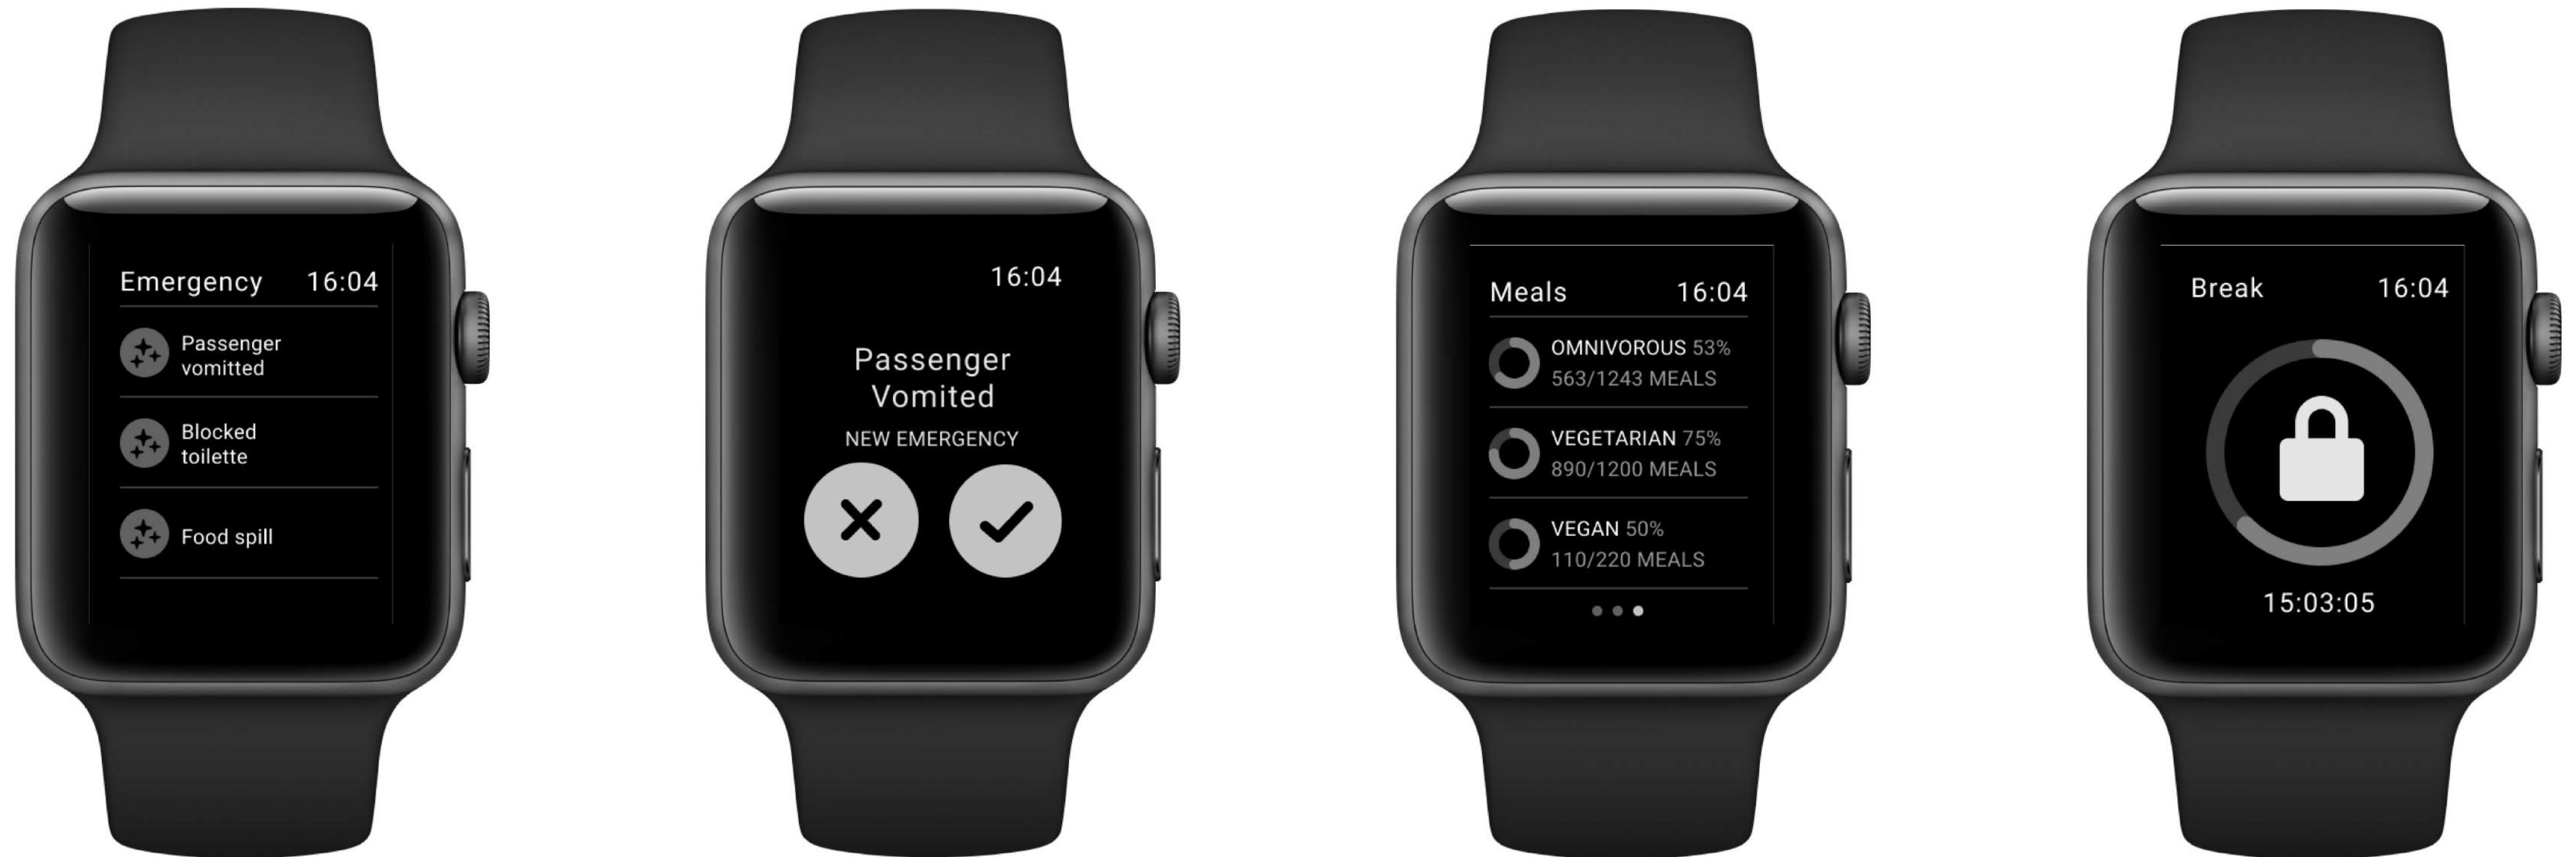 Emergency 16:04
Passenger
vomitted
Blocked
toilette
Food spill
16:04
Passenger
Vomited
NEW EMERGENCY
Meals 16:04
OMNIVOROUS 53%
563/1243 MEALS
VEGETARIAN 75%
890/1200 MEALS
VEGAN 50%
110/220 MEALS
Break 16:04
15:03:05